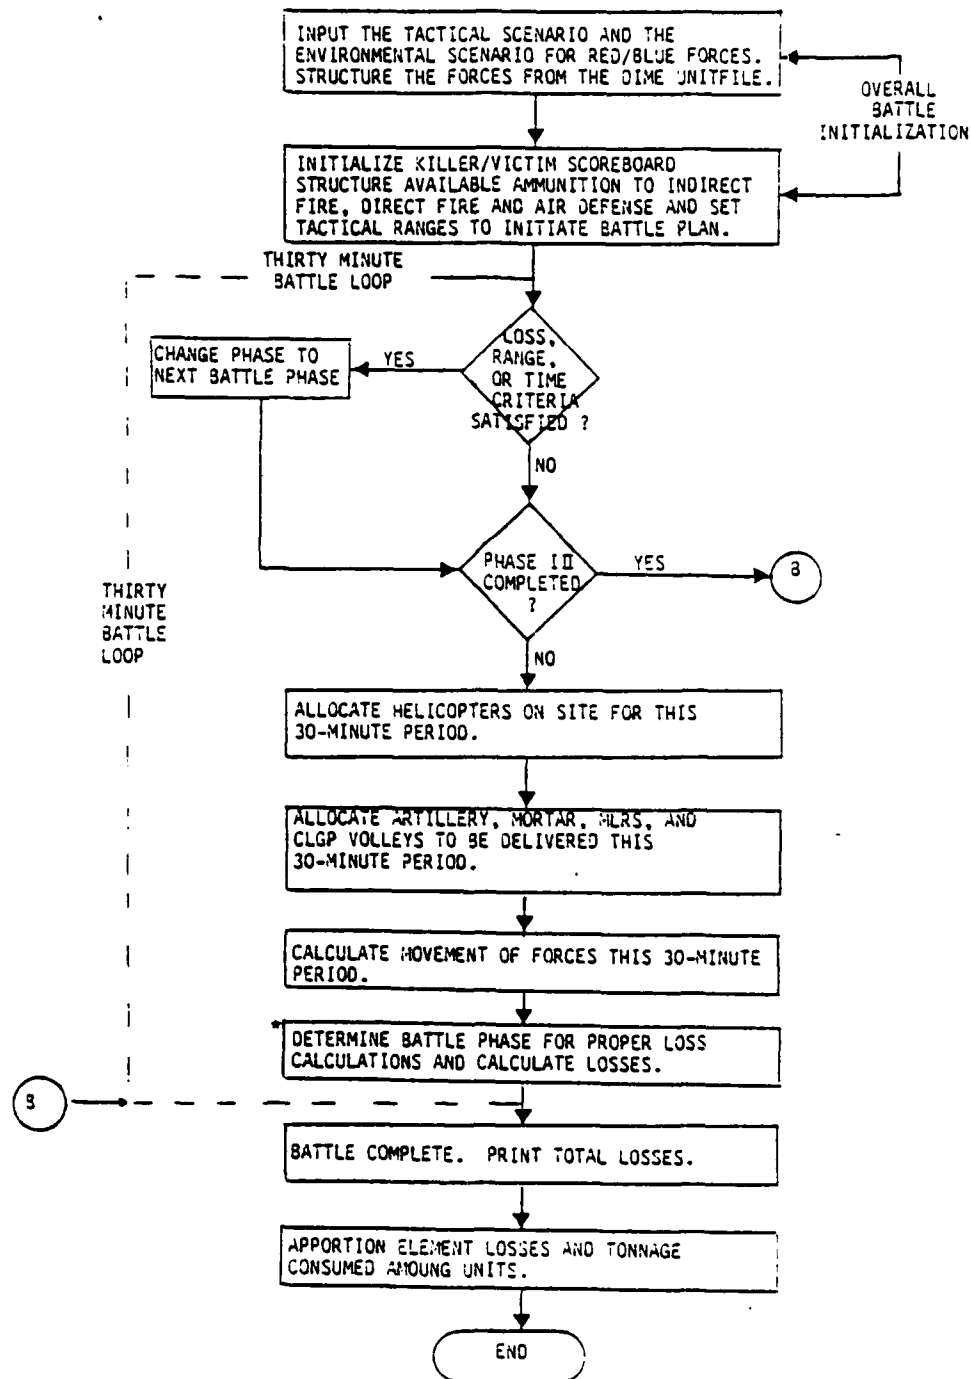 INPUT THE TACTICAL SCENARIO AND THE
ENVIRONMENTAL SCENARIO FOR RED/BLUE FORCES.
STRUCTURE THE FORCES FROM THE DIME UNITFILE.
OVERALL
BATTLE
INITIALIZATION
INITIALIZE KILLER/VICTIM SCOREBOARD
STRUCTURE AVAILABLE AMMUNITION TO INDIRECT
FIRE, DIRECT FIRE AND AIR DEFENSE AND SET
TACTICAL RANGES TO INITIATE BATTLE PLAN.
THIRTY MINUTE
BATTLE LOOP
LOSS,
RANGE,
OR TIME
CRITERIA
SATISFIED ?
YES
CHANGE PHASE TO
NEXT BATTLE PHASE
NO
PHASE III
COMPLETED
?
YES
B
THIRTY
MINUTE
BATTLE
LOOP
NO
ALLOCATE HELICOPTERS ON SITE FOR THIS
30-MINUTE PERIOD.
ALLOCATE ARTILLERY, MORTAR, MLRS, AND
CLGP VOLLEYS TO BE DELIVERED THIS
30-MINUTE PERIOD.
CALCULATE MOVEMENT OF FORCES THIS 30-MINUTE
PERIOD.
*
DETERMINE BATTLE PHASE FOR PROPER LOSS
CALCULATIONS AND CALCULATE LOSSES.
B
BATTLE COMPLETE. PRINT TOTAL LOSSES.
APPORTION ELEMENT LOSSES AND TONNAGE
CONSUMED AMOUNG UNITS.
END